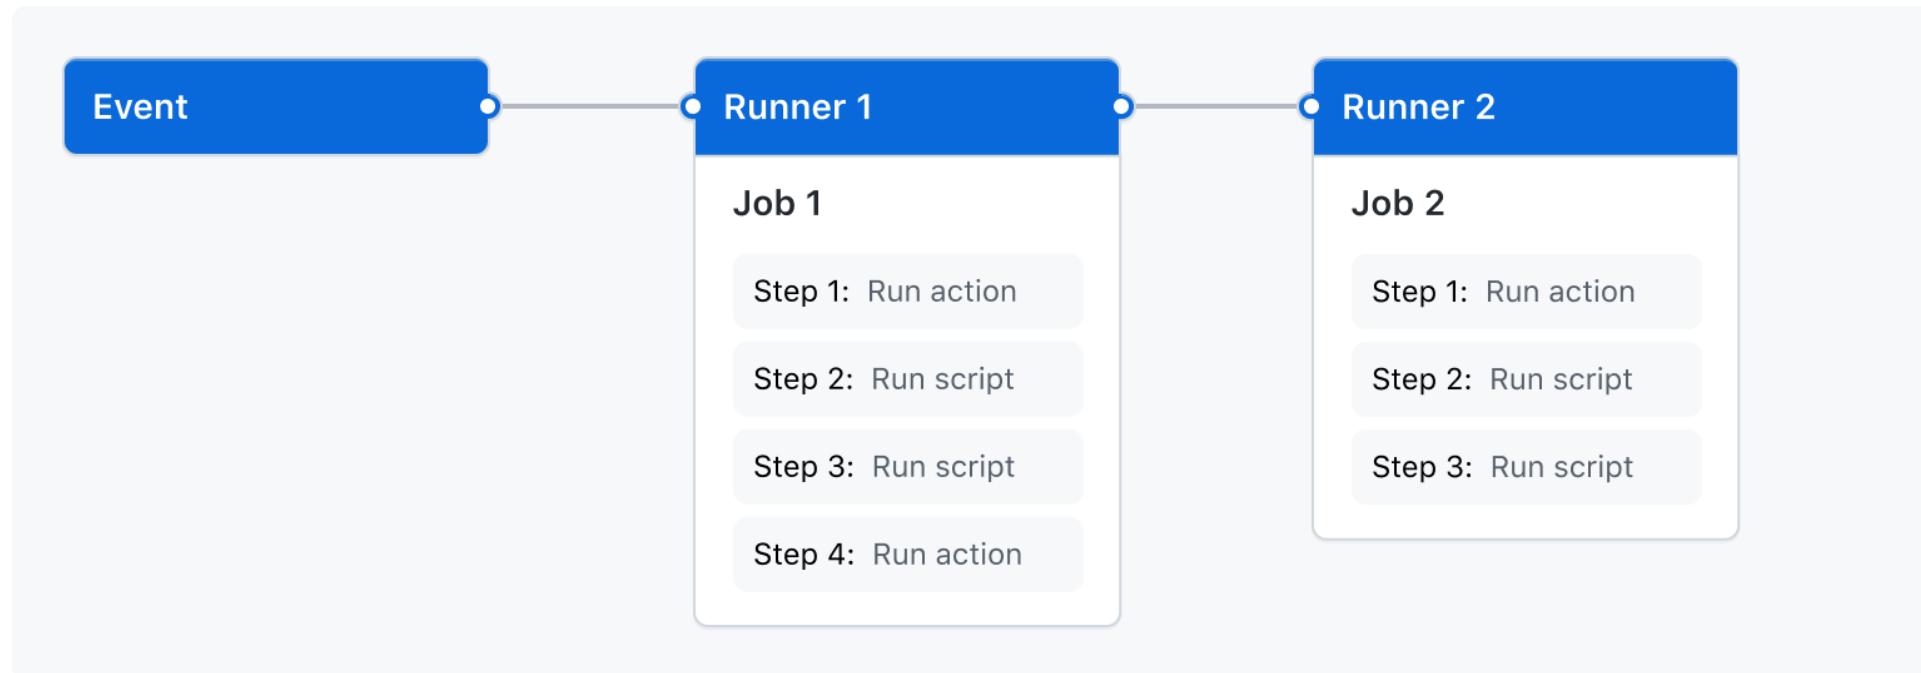 Event
Runner 1
Job 1
Step 1: Run action
Step 2: Run script
Step 3: Run script
Step 4: Run action
Runner 2
Job 2
Step 1: Run action
Step 2: Run script
Step 3: Run script